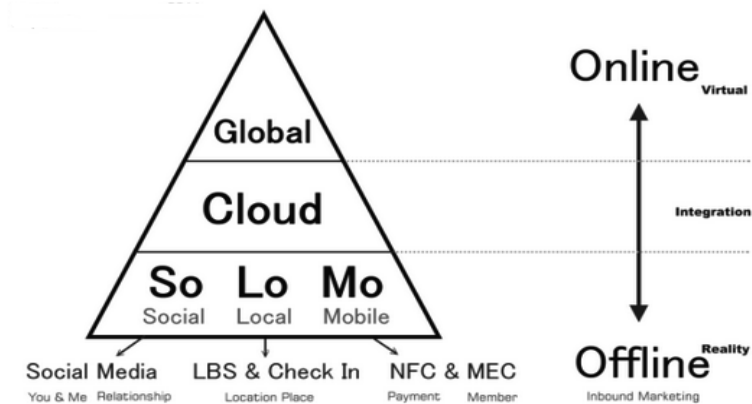 Global
Cloud
So Lo Mo
Social Local Mobile
Social Media LBS & Check In NFC & MEC
You & Me Relationship Location Place Payment Member
Online
Virtual
Integration
Reality
Offline
Inbound Marketing